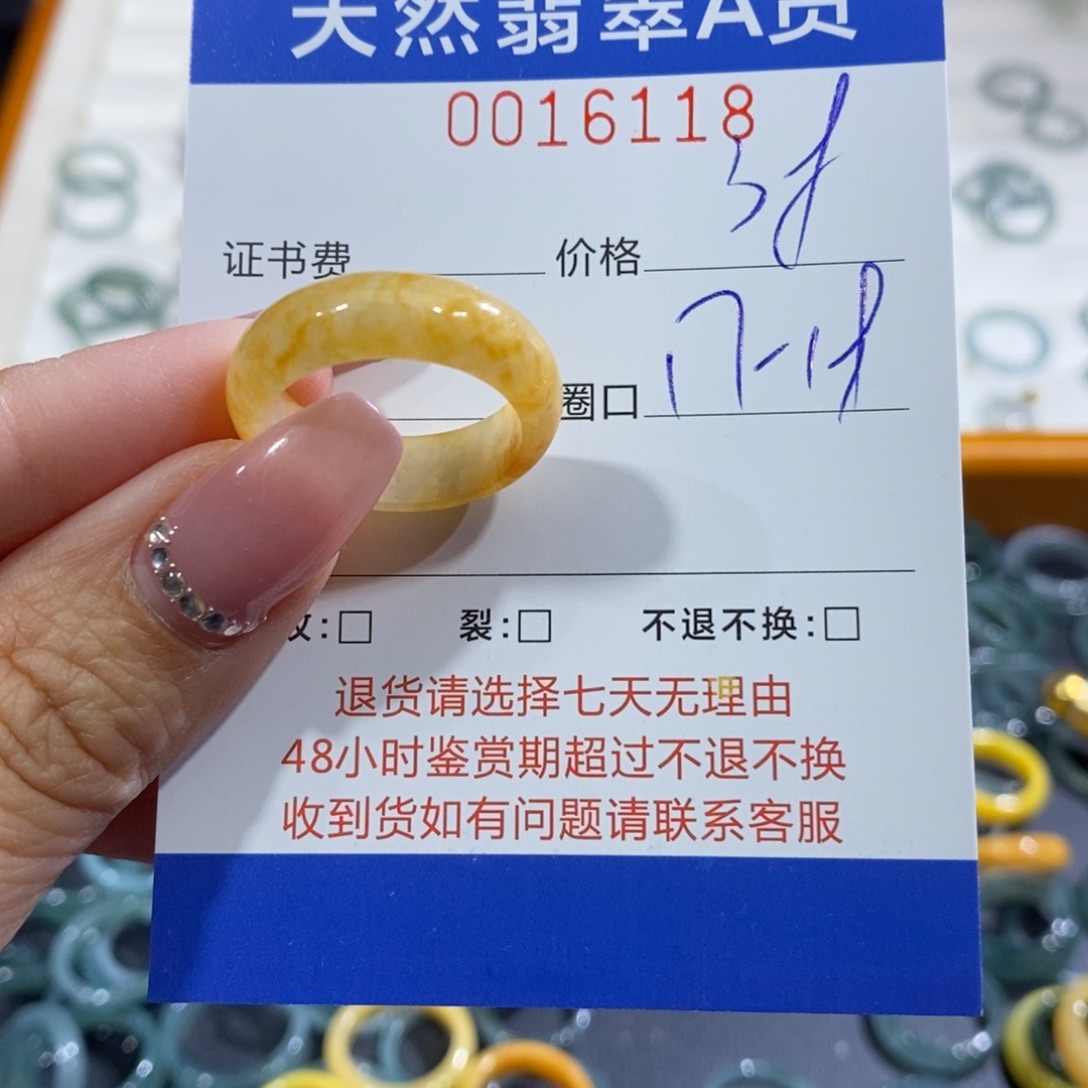 天然翡翠A货
0016118
证书费 价格
圈口 17-18
裂:□ 不退不换:□
退货请选择七天无理由
48小时鉴赏期超过不退不换
收到货如有问题请联系客服